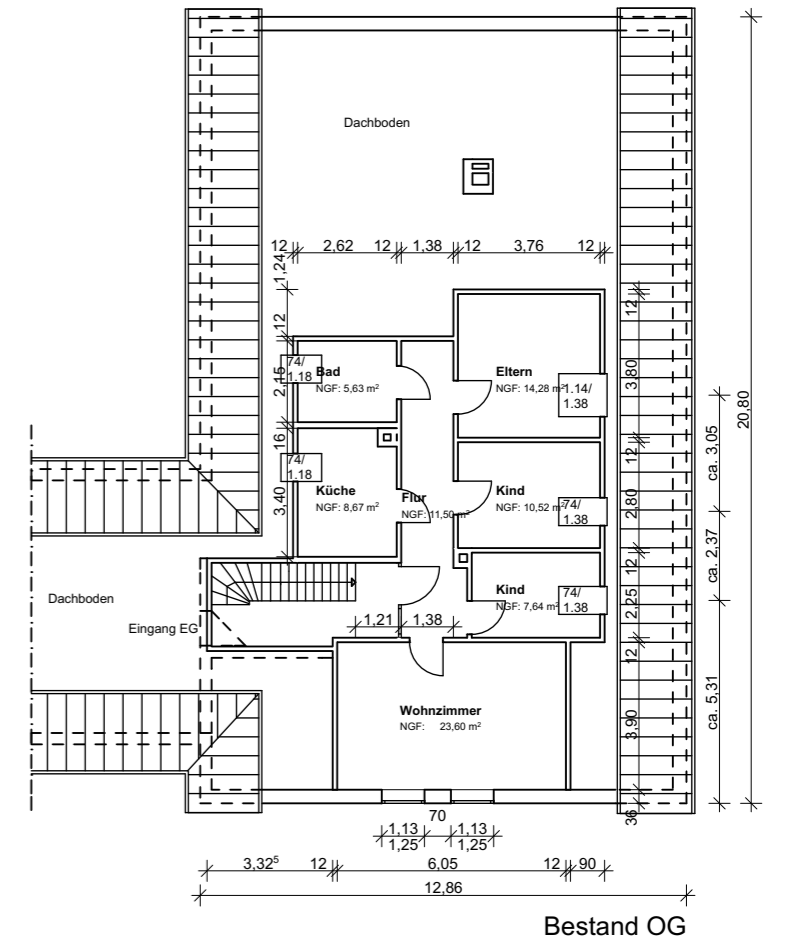 Dachboden
12 2,62 12 1,38 12 3,76 12
1,24
12
12
74/
1.18
Bad
NGF: 5,63 m²
2,15
Eltern
NGF: 14,28 m²
1.14/
1.38
3,80
20,80
16
74/
1.18
12
ca. 3,05
Küche
NGF: 8,67 m²
3,40
Flur
NGF: 11,50 m²
Kind
NGF: 10,52 m²
74/
1.38
2,80
ca. 2,37
12
Dachboden
Eingang EG
Kind
NGF: 7,64 m²
74/
1.38
2,25
1,21 1,38
12
Wohnzimmer
NGF: 23,60 m²
3,90
ca. 5,31
36
70
1,13 1,13
1,25 1,25
3,32⁵ 12 6,05 12 90
12,86
Bestand OG